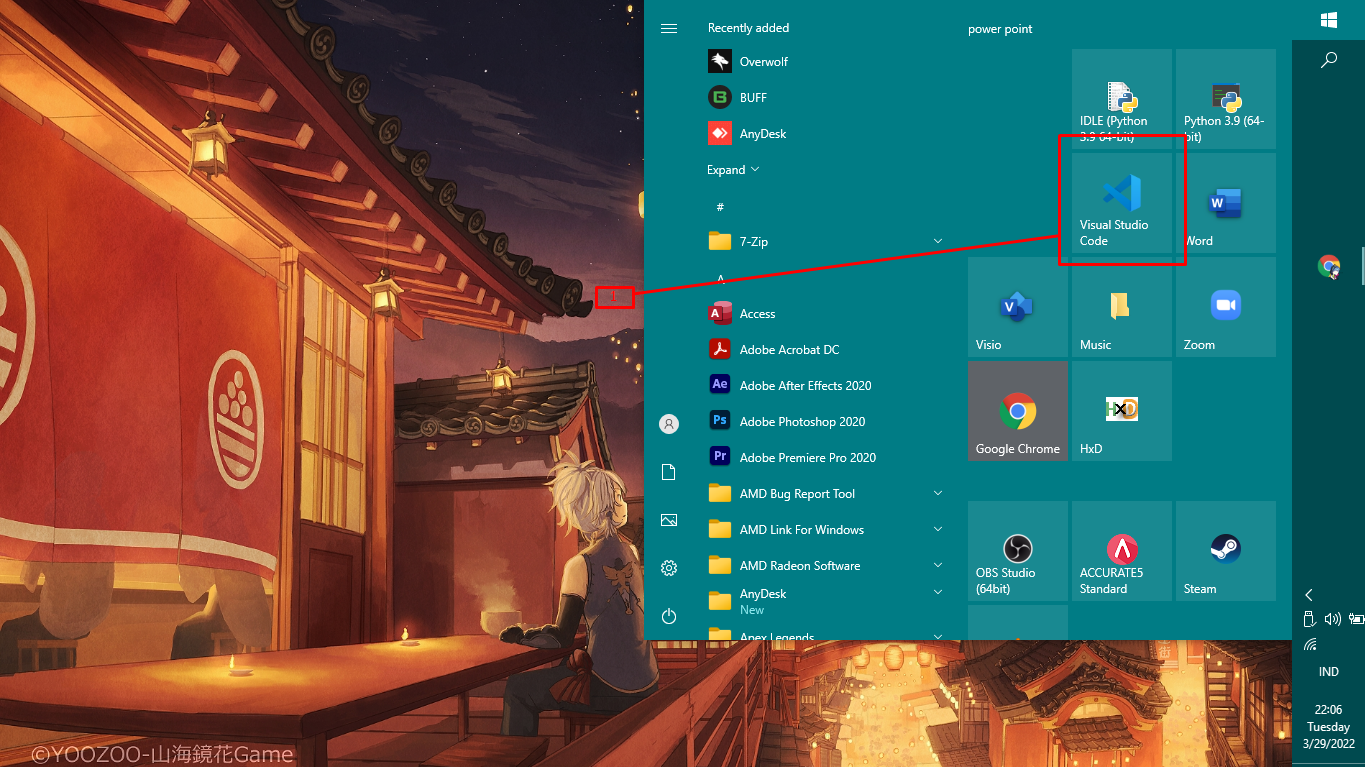 Recently added
Overwolf
BUFF
AnyDesk
Expand
#
7-Zip
A
Access
Adobe Acrobat DC
Adobe After Effects 2020
Adobe Photoshop 2020
Adobe Premiere Pro 2020
AMD Bug Report Tool
AMD Link For Windows
AMD Radeon Software
AnyDesk
New
Apex Legends
power point
IDLE (Python
3.9 64-bit)
Python 3.9 (64-
bit)
Visual Studio
Code
Word
Visio
Music
Zoom
Google Chrome
HxD
OBS Studio
(64bit)
ACCURATE5
Standard
Steam
1
IND
22:06
Tuesday
3/29/2022
©YOOZOO-山海鏡花Game